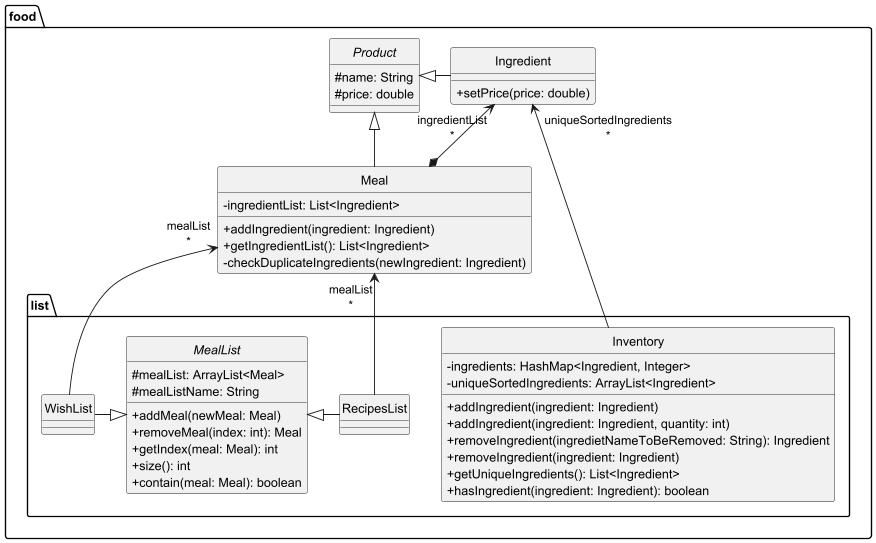 food
Product
#name: String
#price: double
Ingredient
+setPrice(price: double)
ingredientList
*
uniqueSortedIngredients
*
Meal
-ingredientList: List<Ingredient>
+addIngredient(ingredient: Ingredient)
+getIngredientList(): List<Ingredient>
-checkDuplicateIngredients(newIngredient: Ingredient)
mealList
*
mealList
*
list
MealList
#mealList: ArrayList<Meal>
#mealListName: String
+addMeal(newMeal: Meal)
+removeMeal(index: int): Meal
+getIndex(meal: Meal): int
+size(): int
+contain(meal: Meal): boolean
WishList
RecipesList
Inventory
-ingredients: HashMap<Ingredient, Integer>
-uniqueSortedIngredients: ArrayList<Ingredient>
+addIngredient(ingredient: Ingredient)
+addIngredient(ingredient: Ingredient, quantity: int)
+removeIngredient(ingredietNameToBeRemoved: String): Ingredient
+removeIngredient(ingredient: Ingredient)
+getUniqueIngredients(): List<Ingredient>
+hasIngredient(ingredient: Ingredient): boolean